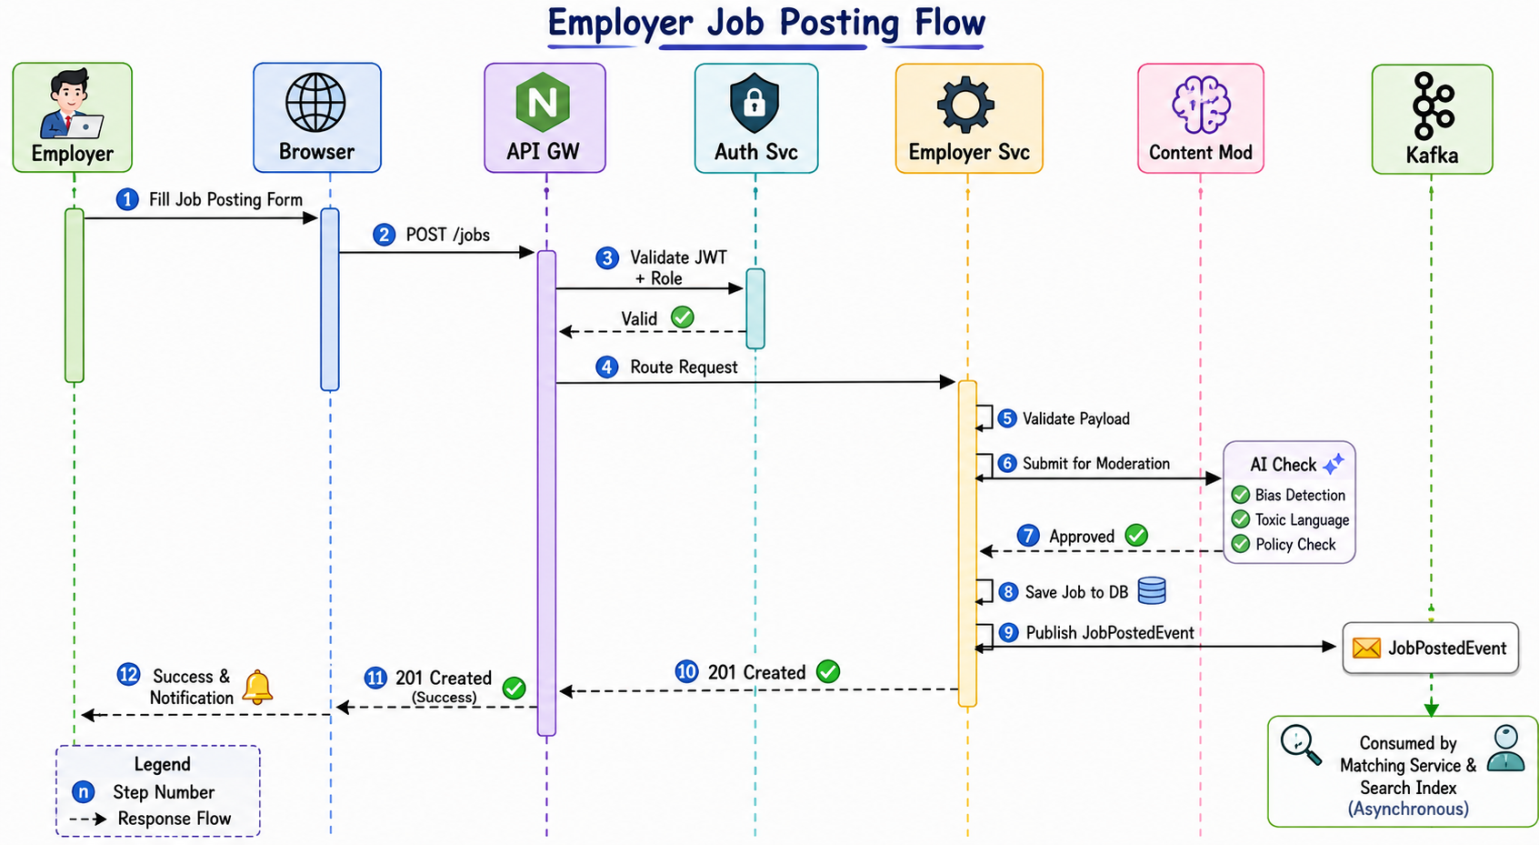 Employer Job Posting Flow
Employer
Browser
N
API GW
Auth Svc
Employer Svc
Content Mod
Kafka
1 Fill Job Posting Form
2 POST /jobs
3 Validate JWT
+ Role
Valid
4 Route Request
5 Validate Payload
6 Submit for Moderation
AI Check
Bias Detection
Toxic Language
Policy Check
7 Approved
8 Save Job to DB
9 Publish JobPostedEvent
JobPostedEvent
10 201 Created
11 201 Created
(Success)
12 Success &
Notification
Consumed by
Matching Service &
Search Index
(Asynchronous)
Legend
n Step Number
Response Flow